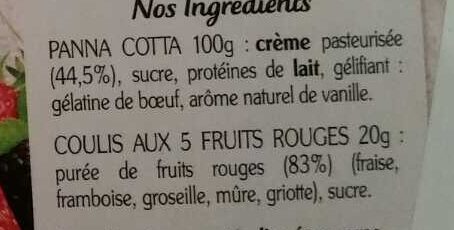 Nos Ingrédients
PANNA COTTA 100g : crème pasteurisée
(44,5%), sucre, protéines de lait, gélifiant :
gélatine de bœuf, arôme naturel de vanille.
COULIS AUX 5 FRUITS ROUGES 20g :
purée de fruits rouges (83%) (fraise,
framboise, groseille, mûre, griotte), sucre.